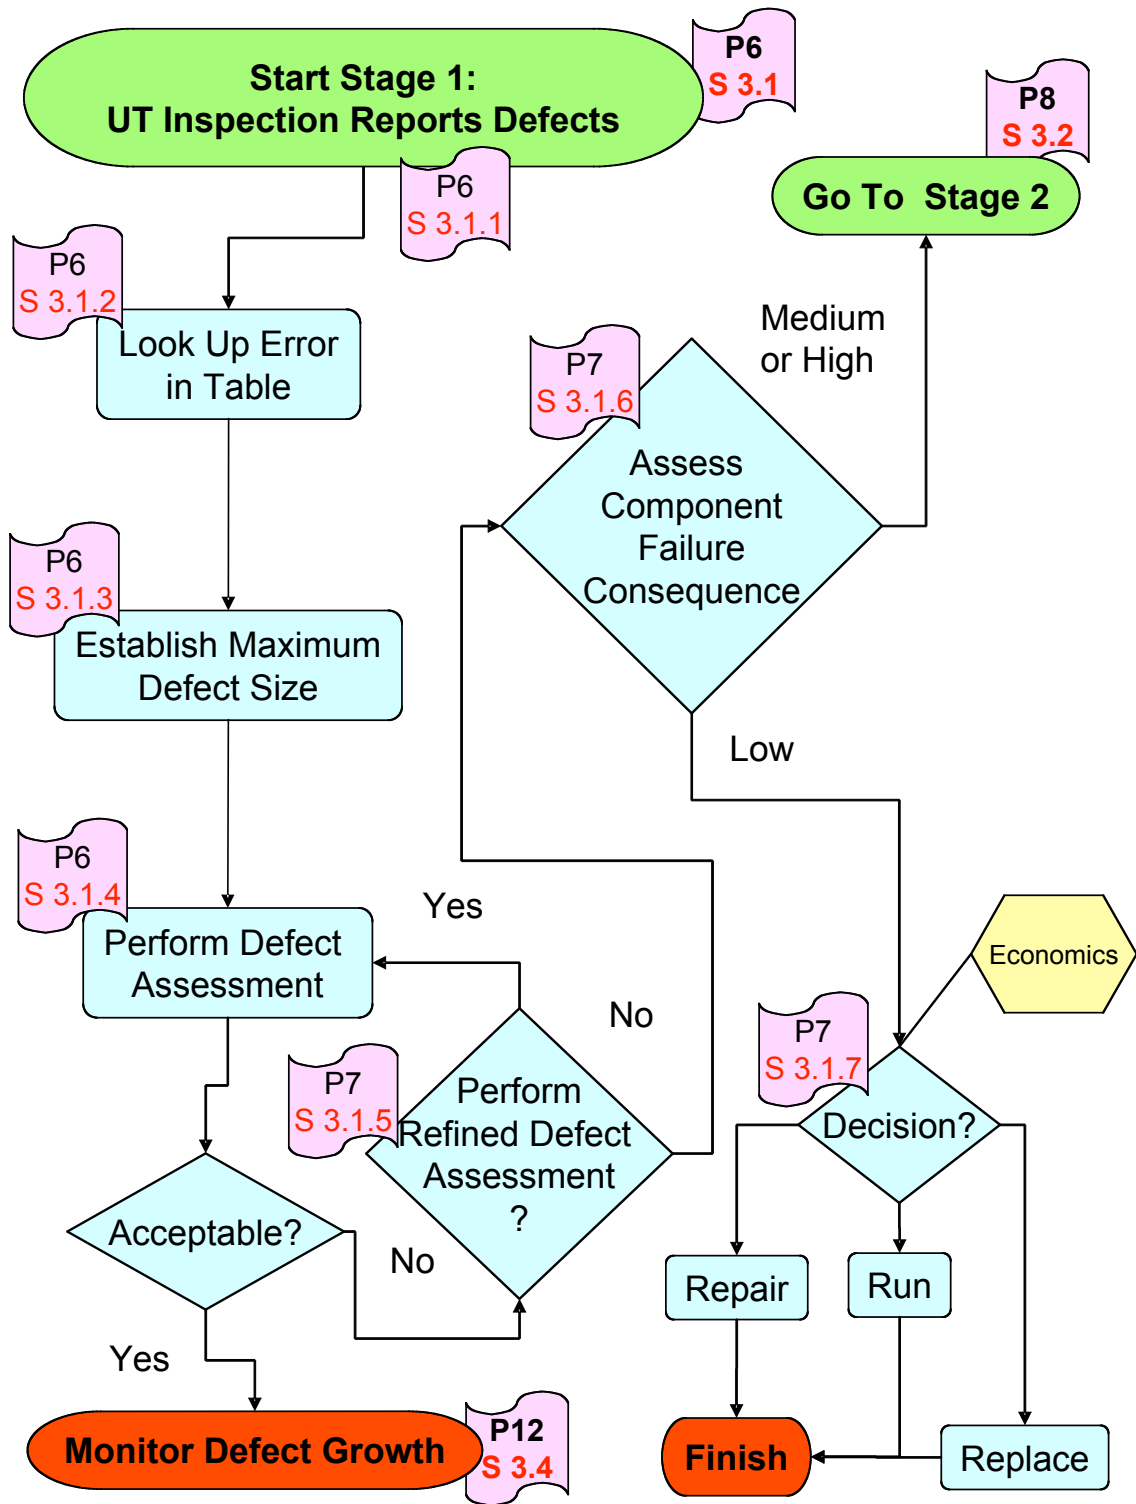 Start Stage 1:
UT Inspection Reports Defects
P6
S 3.1
P6
S 3.1.1
P8
S 3.2
Go To  Stage 2
P6
S 3.1.2
Look Up Error
in Table
Medium
or High
P7
S 3.1.6
Assess
Component
Failure
Consequence
P6
S 3.1.3
Establish Maximum
Defect Size
Low
P6
S 3.1.4
Perform Defect
Assessment
Yes
No
Economics
P7
S 3.1.5
Perform
Refined Defect
Assessment
?
P7
S 3.1.7
Decision?
Acceptable?
No
Repair
Run
Yes
Monitor Defect Growth
P12
S 3.4
Finish
Replace